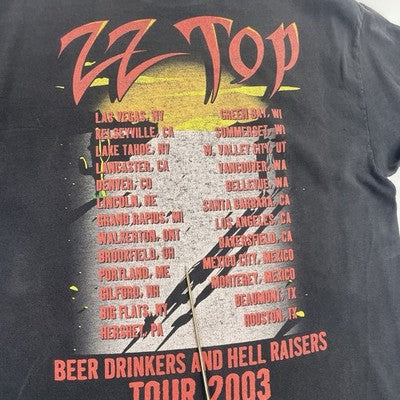 ZZ TOP
LAS VEGAS, NV
KELSEYVILLE, CA
LAKE TAHOE, NV
LANCASTER, CA
DENVER, CO
LINCOLN, NE
GRAND RAPIDS, MI
WALKERTON, ONT
BROOKFIELD, OH
PORTLAND, ME
GILFORD, NH
BIG FLATS, NY
HERSHEY, PA
GREEN BAY, WI
SOMMERSET, WI
W. VALLEY CITY, UT
VANCOUVER, WA
BELLEVUE, WA
SANTA BARBARA, CA
LOS ANGELES, CA
BAKERSFIELD, CA
MEXICO CITY, MEXICO
MONTEREY, MEXICO
BEAUMONT, TX
HOUSTON, TX
BEER DRINKERS AND HELL RAISERS
TOUR 2003